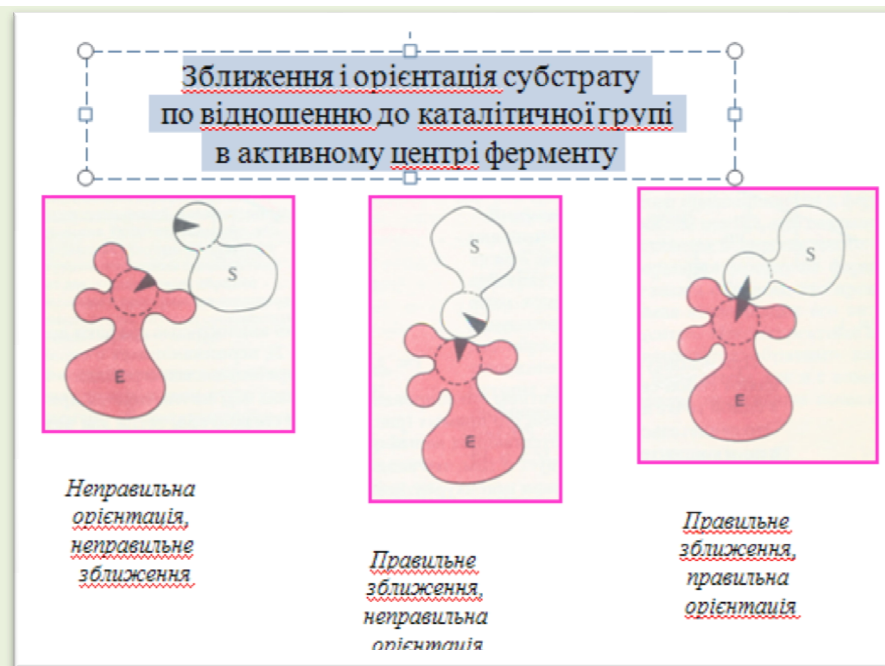 Зближення і орієнтація субстрату
по відношенню до каталітичної групі
в активному центрі ферменту
S
E
S
E
S
E
Неправильна
орієнтація,
неправильне
зближення
Правильне
зближення,
неправильна
орієнтація
Правильне
зближення,
правильна
орієнтація